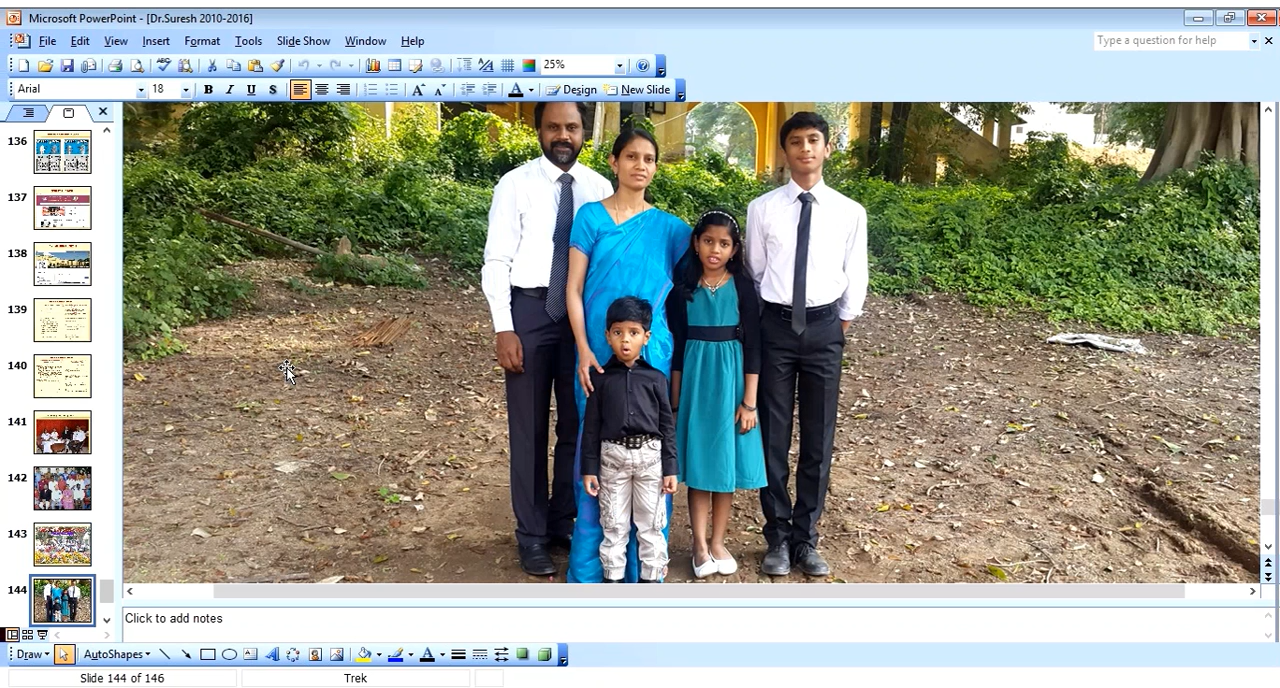 Microsoft PowerPoint - [Dr.Suresh 2010-2016]
File Edit View Insert Format Tools Slide Show Window Help
Type a question for help
25%
Arial 18 B I U S A A A Design New Slide
136
137
138
139
140
141
142
143
144
Click to add notes
Draw AutoShapes A
Slide 144 of 146 Trek